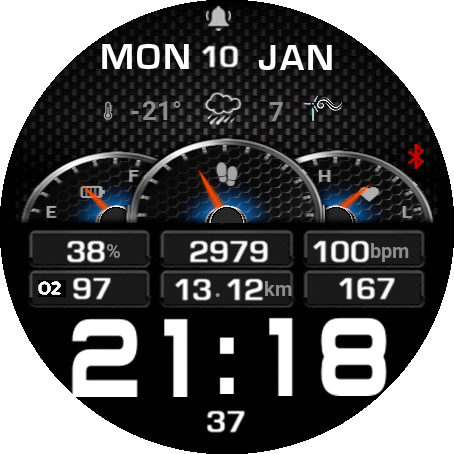 MON 10 JAN
-21° 7
E F H L
38% 2979 100bpm
O2 97 13.12km 167
21:18
37